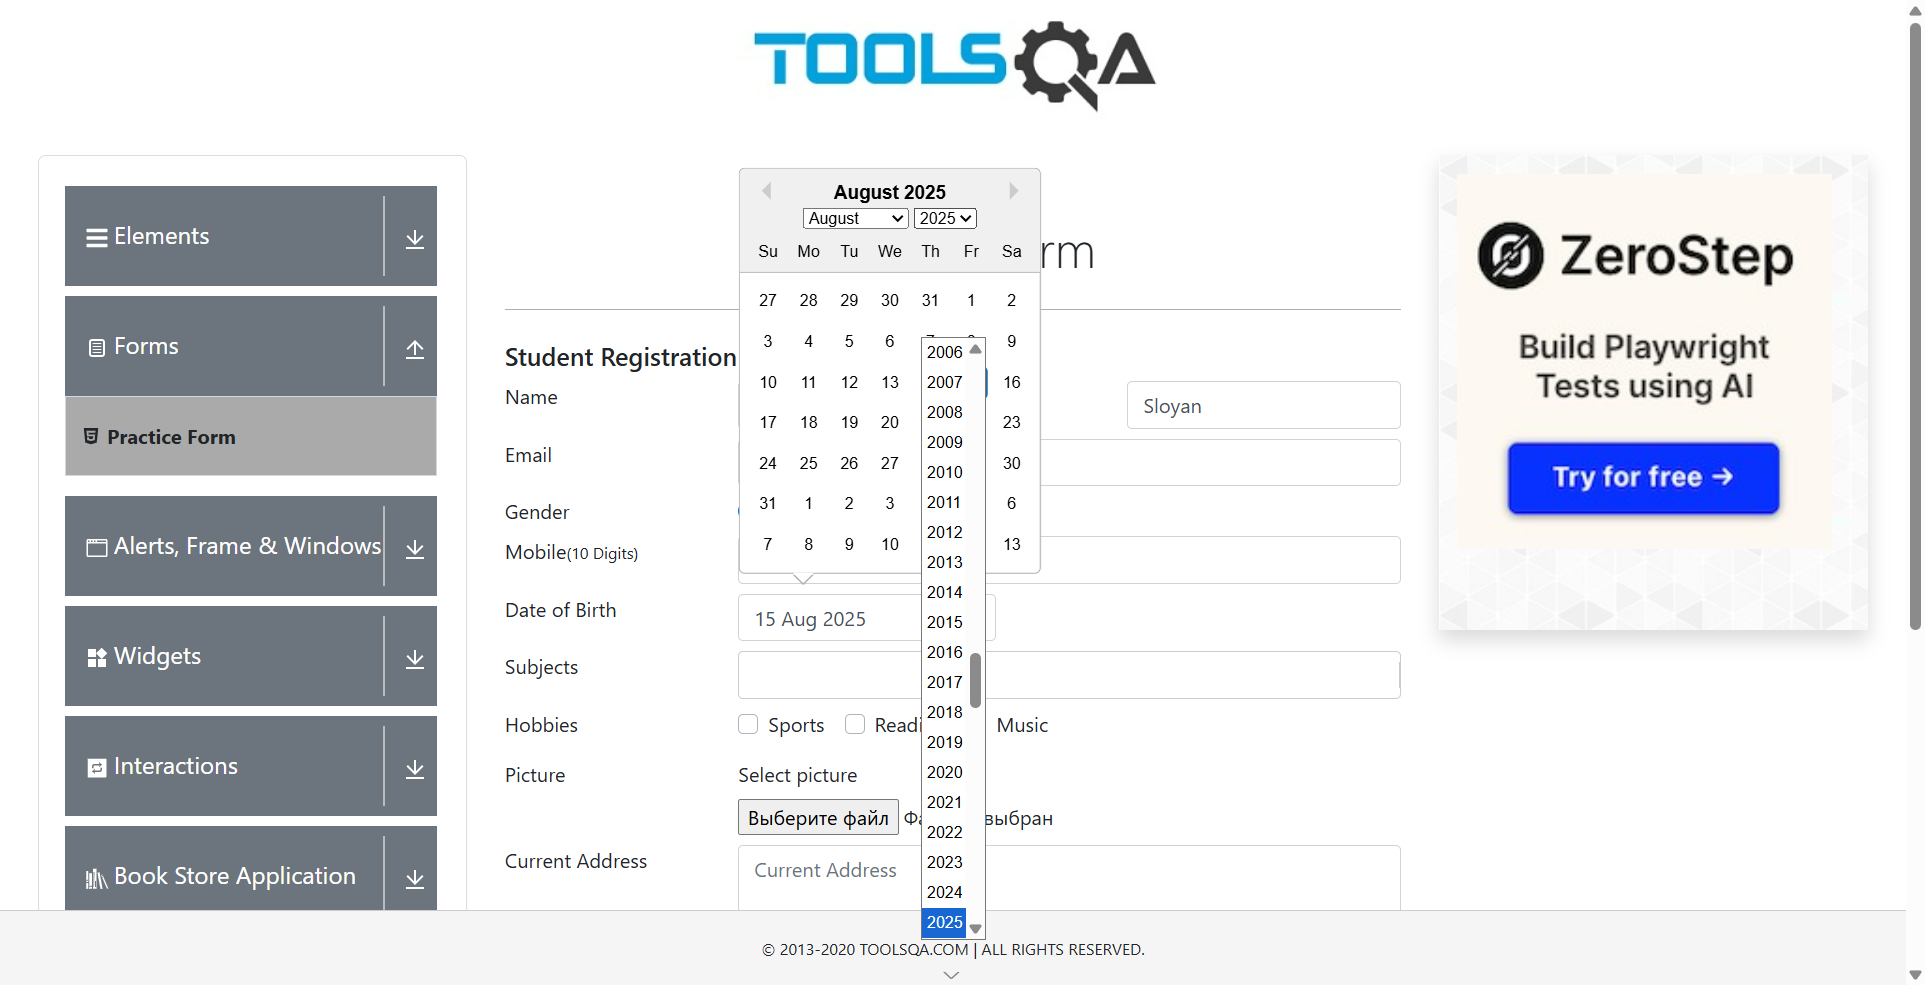 TOOLSQA
Elements
Forms
Practice Form
Alerts, Frame & Windows
Widgets
Interactions
Book Store Application
August 2025
August 2025
Su Mo Tu We Th Fr Sa
27 28 29 30 31 1 2
3 4 5 6 9
10 11 12 13 16
17 18 19 20 23
24 25 26 27 30
31 1 2 3 6
7 8 9 10 13
2006
2007
2008
2009
2010
2011
2012
2013
2014
2015
2016
2017
2018
2019
2020
2021
2022
2023
2024
2025
rm
Student Registration
Name
Sloyan
Email
Gender
Mobile(10 Digits)
Date of Birth
15 Aug 2025
Subjects
Hobbies
Sports
Readi
Music
Picture
Select picture
Выберите файл
выбран
Current Address
Current Address
ZeroStep
Build Playwright
Tests using AI
Try for free →
© 2013-2020 TOOLSQA.COM | ALL RIGHTS RESERVED.